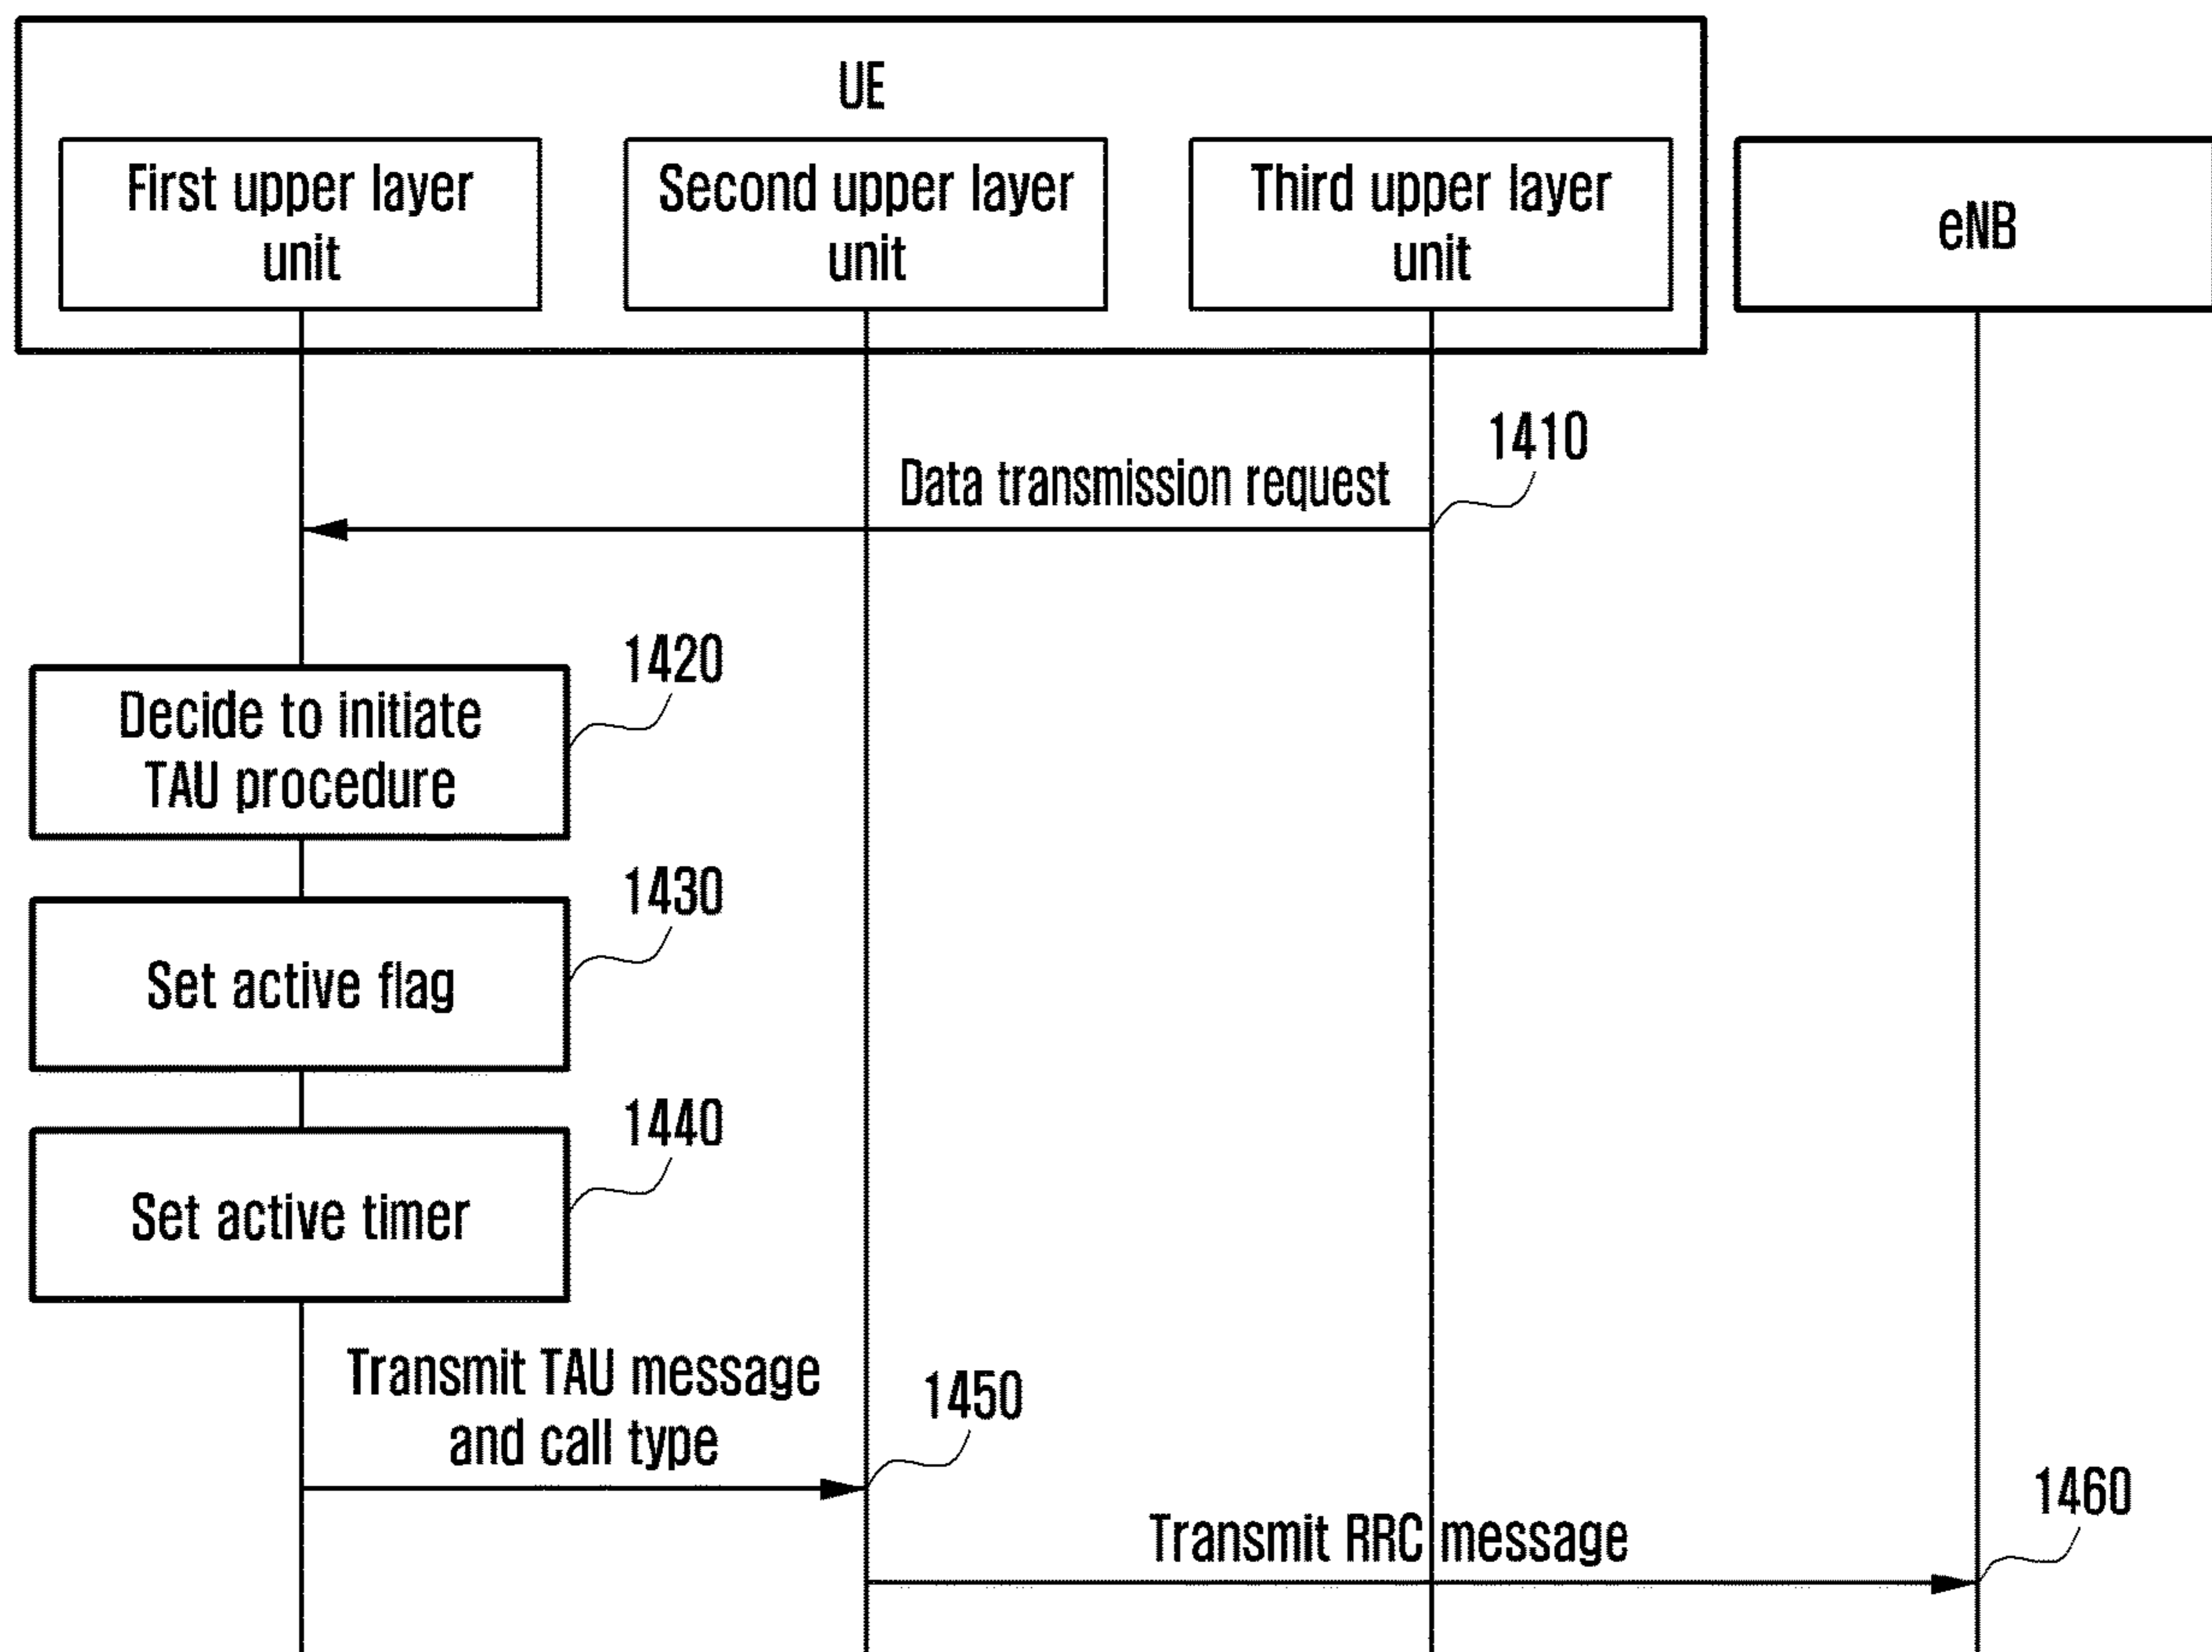 UE
First upper layer
unit
Second upper layer
unit
Third upper layer
unit
eNB
1410
Data transmission request
1420
Decide to initiate
TAU procedure
1430
Set active flag
1440
Set active timer
Transmit TAU message
and call type
1450
1460
Transmit RRC message